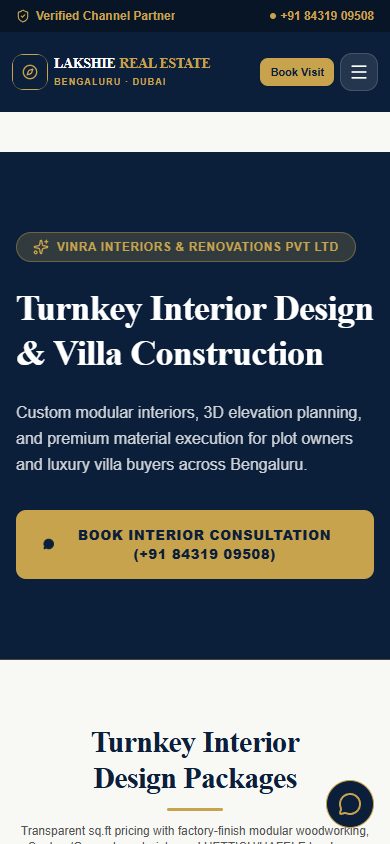 Verified Channel Partner
+91 84319 09508
LAKSHIE REAL ESTATE
BENGALURU · DUBAI
Book Visit
VINRA INTERIORS & RENOVATIONS PVT LTD
Turnkey Interior Design
& Villa Construction
Custom modular interiors, 3D elevation planning,
and premium material execution for plot owners
and luxury villa buyers across Bengaluru.
BOOK INTERIOR CONSULTATION
(+91 84319 09508)
Turnkey Interior
Design Packages
Transparent sq.ft pricing with factory-finish modular woodworking,